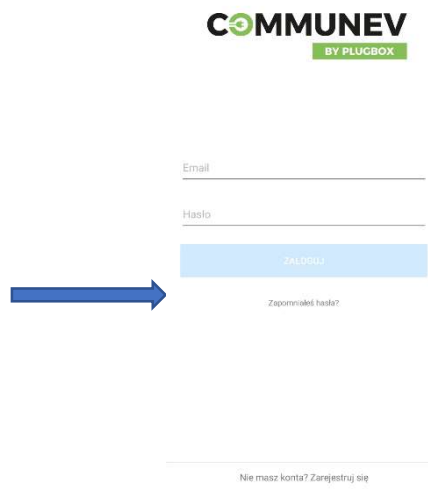 COMMUNEV
BY PLUGBOX
Email
Hasło
ZALOGUJ
Zapomniałeś hasła?
Nie masz konta? Zarejestruj się